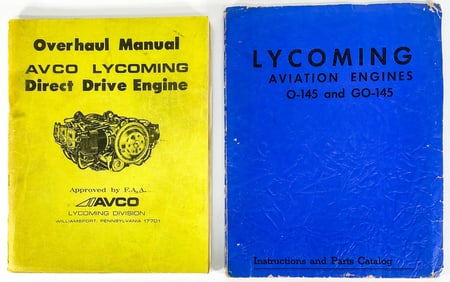 Overhaul Manual
AVCO LYCOMING
Direct Drive Engine
Approved by F.A.A.
AVCO
LYCOMING DIVISION
WILLIAMSPORT, PENNSYLVANIA 17701
LYCOMING
AVIATION ENGINES
O-145 and GO-145
Instructions and Parts Catalog